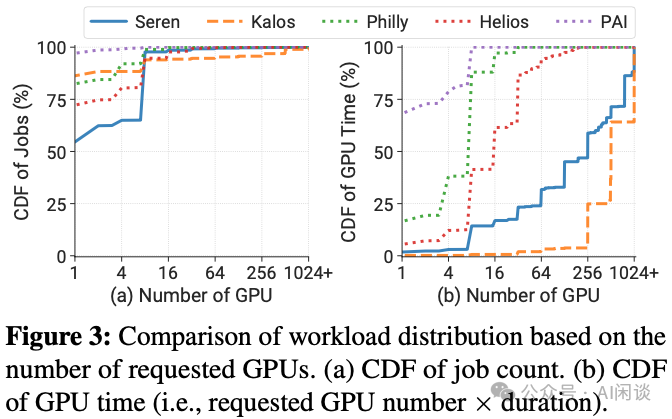 Seren Kalos Philly Helios PAI
CDF of Jobs (%)
100
75
50
25
0
1 4 16 64 256 1024+
(a) Number of GPU
CDF of GPU Time (%)
100
75
50
25
0
1 4 16 64 256 1024+
(b) Number of GPU
Figure 3: Comparison of workload distribution based on the
number of requested GPUs. (a) CDF of job count. (b) CDF
of GPU time (i.e., requested GPU number × duration).
公众号 · AI闲谈